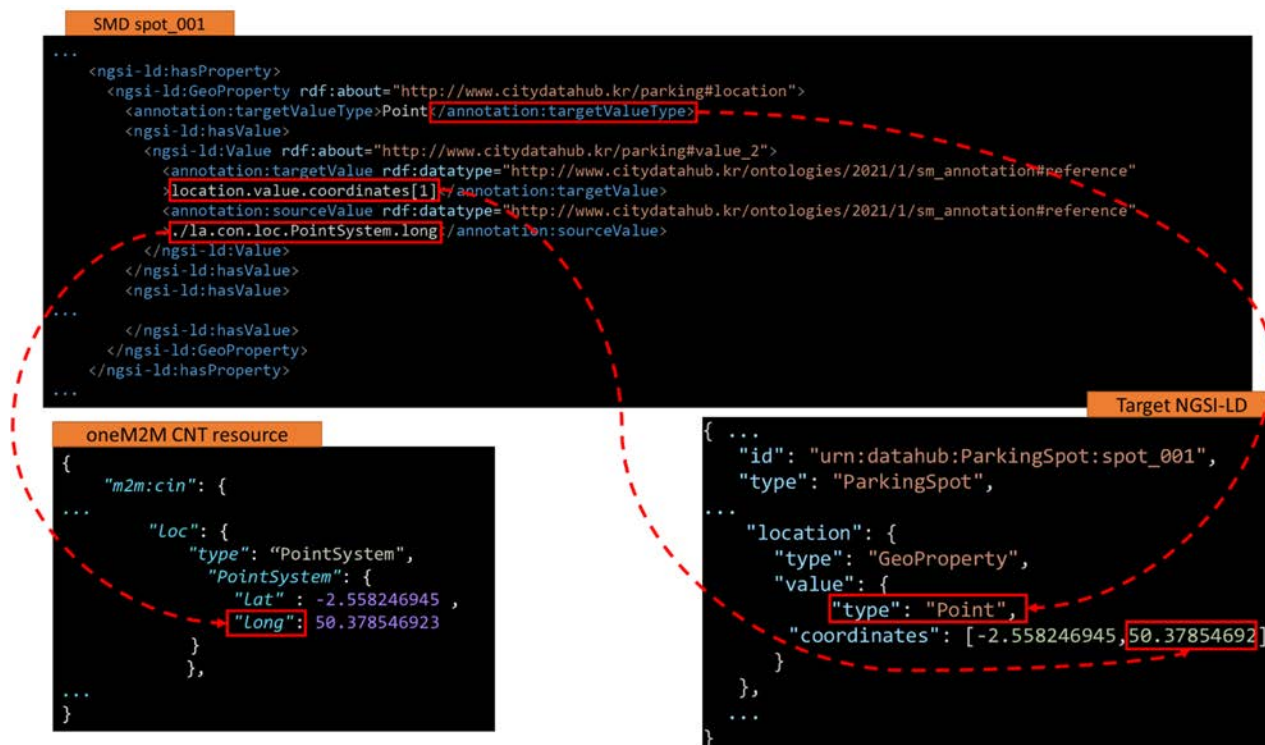 SMD spot_001
...
<ngsi-ld:hasProperty>
<ngsi-ld:GeoProperty rdf:about="http://www.citydatahub.kr/parking#location">
<annotation:targetValueType>Point</annotation:targetValueType>
<ngsi-ld:hasValue>
<ngsi-ld:Value rdf:about="http://www.citydatahub.kr/parking#value_2">
<annotation:targetValue rdf:datatype="http://www.citydatahub.kr/ontologies/2021/1/sm_annotation#reference"
>location.value.coordinates[1]</annotation:targetValue>
<annotation:sourceValue rdf:datatype="http://www.citydatahub.kr/ontologies/2021/1/sm_annotation#reference"
>./la.con.loc.PointSystem.long</annotation:sourceValue>
</ngsi-ld:Value>
</ngsi-ld:hasValue>
<ngsi-ld:hasValue>
...
</ngsi-ld:hasValue>
</ngsi-ld:GeoProperty>
</ngsi-ld:hasProperty>
...
oneM2M CNT resource
{
"m2m:cin": {
...
"loc": {
"type": “PointSystem",
"PointSystem": {
"lat" : -2.558246945 ,
"long": 50.378546923
}
},
...
}
Target NGSI-LD
{ ...
"id": "urn:datahub:ParkingSpot:spot_001",
"type": "ParkingSpot",
...
"location": {
"type": "GeoProperty",
"value": {
"type": "Point",
"coordinates": [-2.558246945,50.37854692]
}
},
...
}